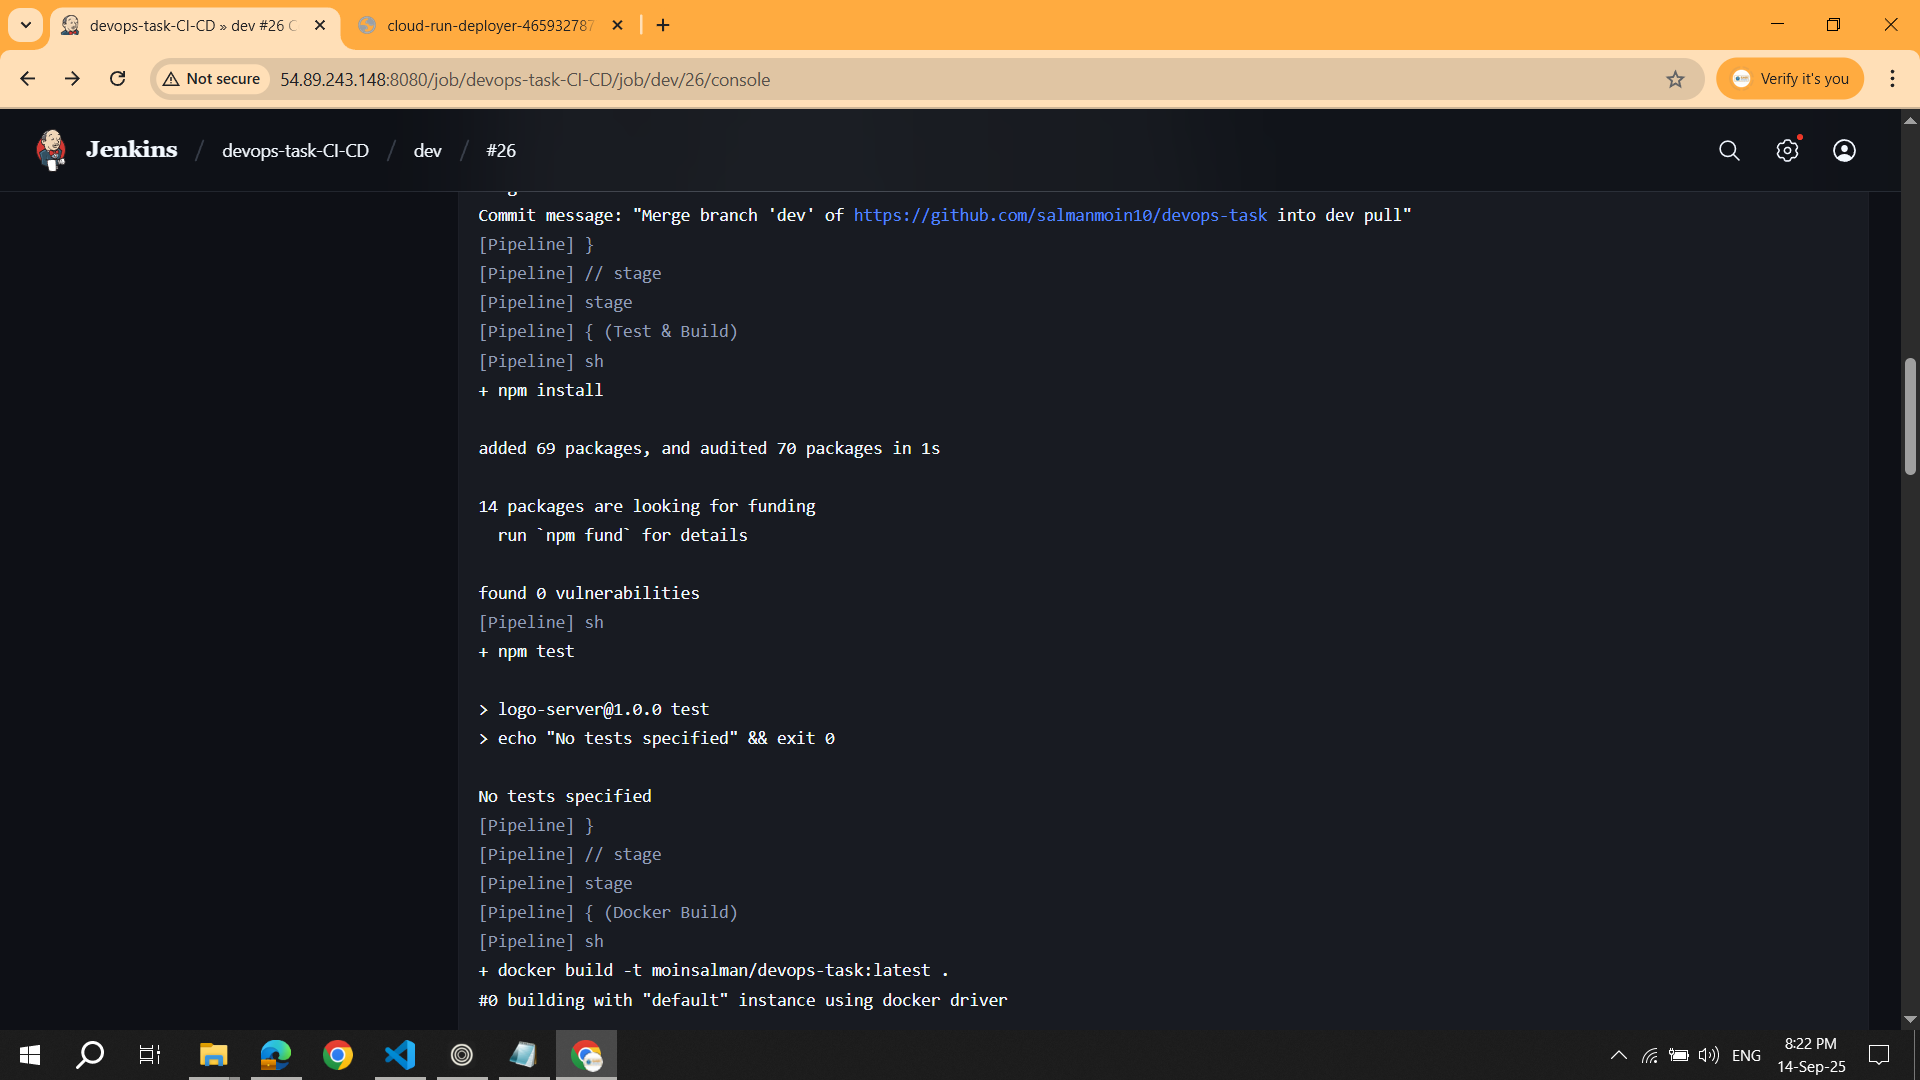 devops-task-CI-CD » dev #26 C
cloud-run-deployer-465932787
Not secure
54.89.243.148:8080/job/devops-task-CI-CD/job/dev/26/console
Verify it's you
Jenkins / devops-task-CI-CD / dev / #26
Commit message: "Merge branch 'dev' of https://github.com/salmanmoin10/devops-task into dev pull"
[Pipeline] }
[Pipeline] // stage
[Pipeline] stage
[Pipeline] { (Test & Build)
[Pipeline] sh
+ npm install
added 69 packages, and audited 70 packages in 1s
14 packages are looking for funding
run `npm fund` for details
found 0 vulnerabilities
[Pipeline] sh
+ npm test
> logo-server@1.0.0 test
> echo "No tests specified" && exit 0
No tests specified
[Pipeline] }
[Pipeline] // stage
[Pipeline] stage
[Pipeline] { (Docker Build)
[Pipeline] sh
+ docker build -t moinsalman/devops-task:latest .
#0 building with "default" instance using docker driver
ENG
8:22 PM
14-Sep-25